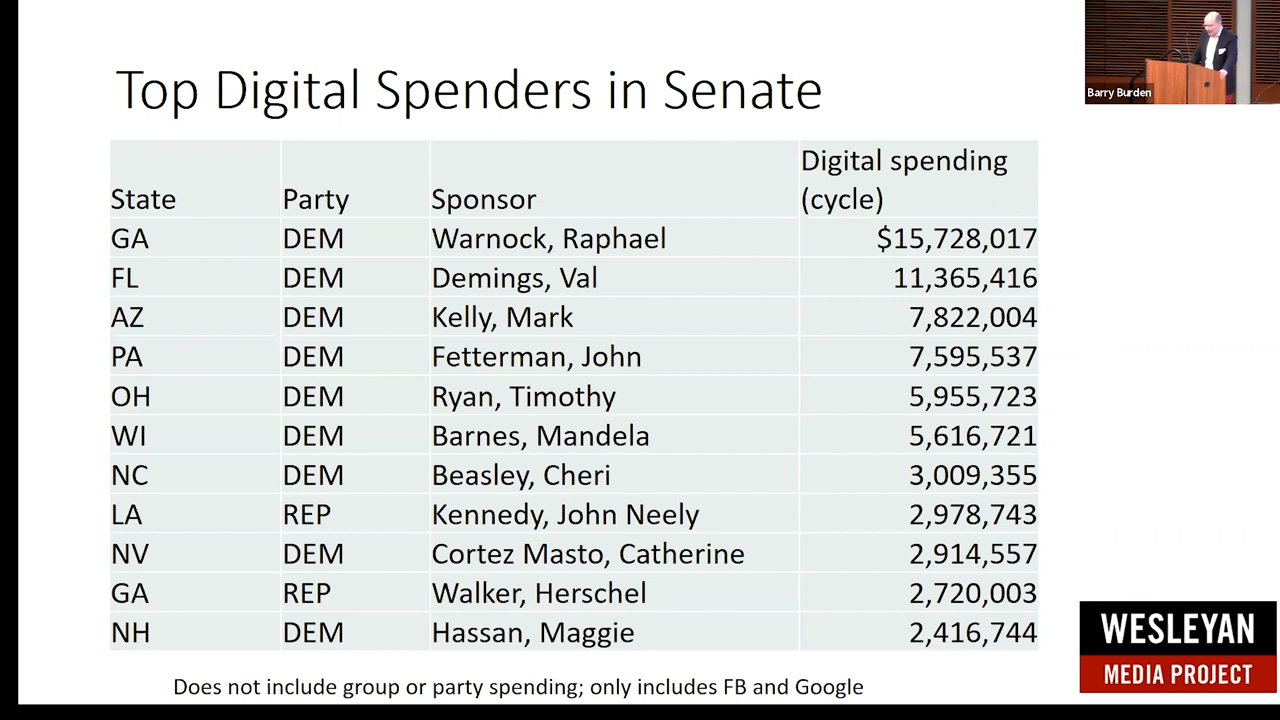 Top Digital Spenders in Senate
Barry Burden
State Party Sponsor Digital spending (cycle)
GA DEM Warnock, Raphael $15,728,017
FL DEM Demings, Val 11,365,416
AZ DEM Kelly, Mark 7,822,004
PA DEM Fetterman, John 7,595,537
OH DEM Ryan, Timothy 5,955,723
WI DEM Barnes, Mandela 5,616,721
NC DEM Beasley, Cheri 3,009,355
LA REP Kennedy, John Neely 2,978,743
NV DEM Cortez Masto, Catherine 2,914,557
GA REP Walker, Herschel 2,720,003
NH DEM Hassan, Maggie 2,416,744
Does not include group or party spending; only includes FB and Google
WESLEYAN
MEDIA PROJECT